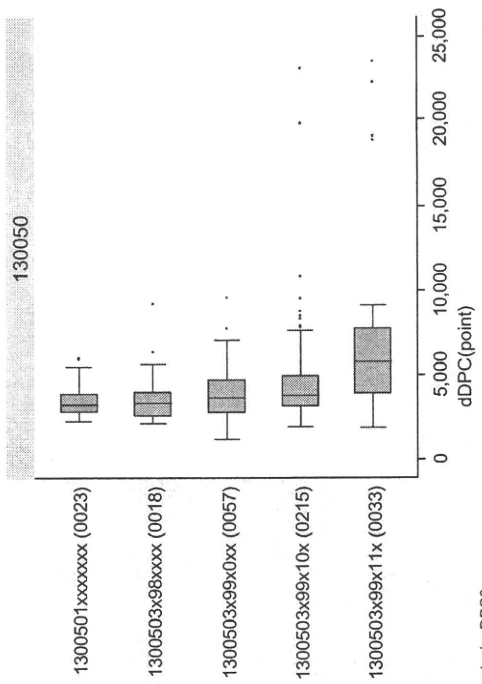 130050
1300501xxxxxxx (0023)
1300503x98xxxx (0018)
1300503x99x0xx (0057)
1300503x99x10x (0215)
1300503x99x11x (0033)
0
5,000
10,000
15,000
20,000
25,000
dDPC(point)